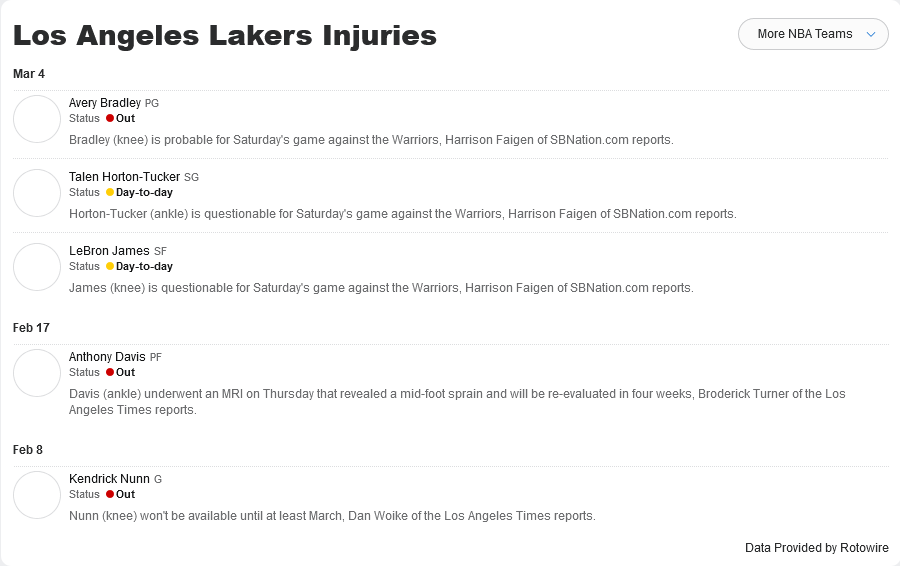 Los Angeles Lakers Injuries
More NBA Teams
Mar 4
Avery Bradley PG
Status Out
Bradley (knee) is probable for Saturday's game against the Warriors, Harrison Faigen of SBNation.com reports.
Talen Horton-Tucker SG
Status Day-to-day
Horton-Tucker (ankle) is questionable for Saturday's game against the Warriors, Harrison Faigen of SBNation.com reports.
LeBron James SF
Status Day-to-day
James (knee) is questionable for Saturday's game against the Warriors, Harrison Faigen of SBNation.com reports.
Feb 17
Anthony Davis PF
Status Out
Davis (ankle) underwent an MRI on Thursday that revealed a mid-foot sprain and will be re-evaluated in four weeks, Broderick Turner of the Los
Angeles Times reports.
Feb 8
Kendrick Nunn G
Status Out
Nunn (knee) won't be available until at least March, Dan Woike of the Los Angeles Times reports.
Data Provided by Rotowire